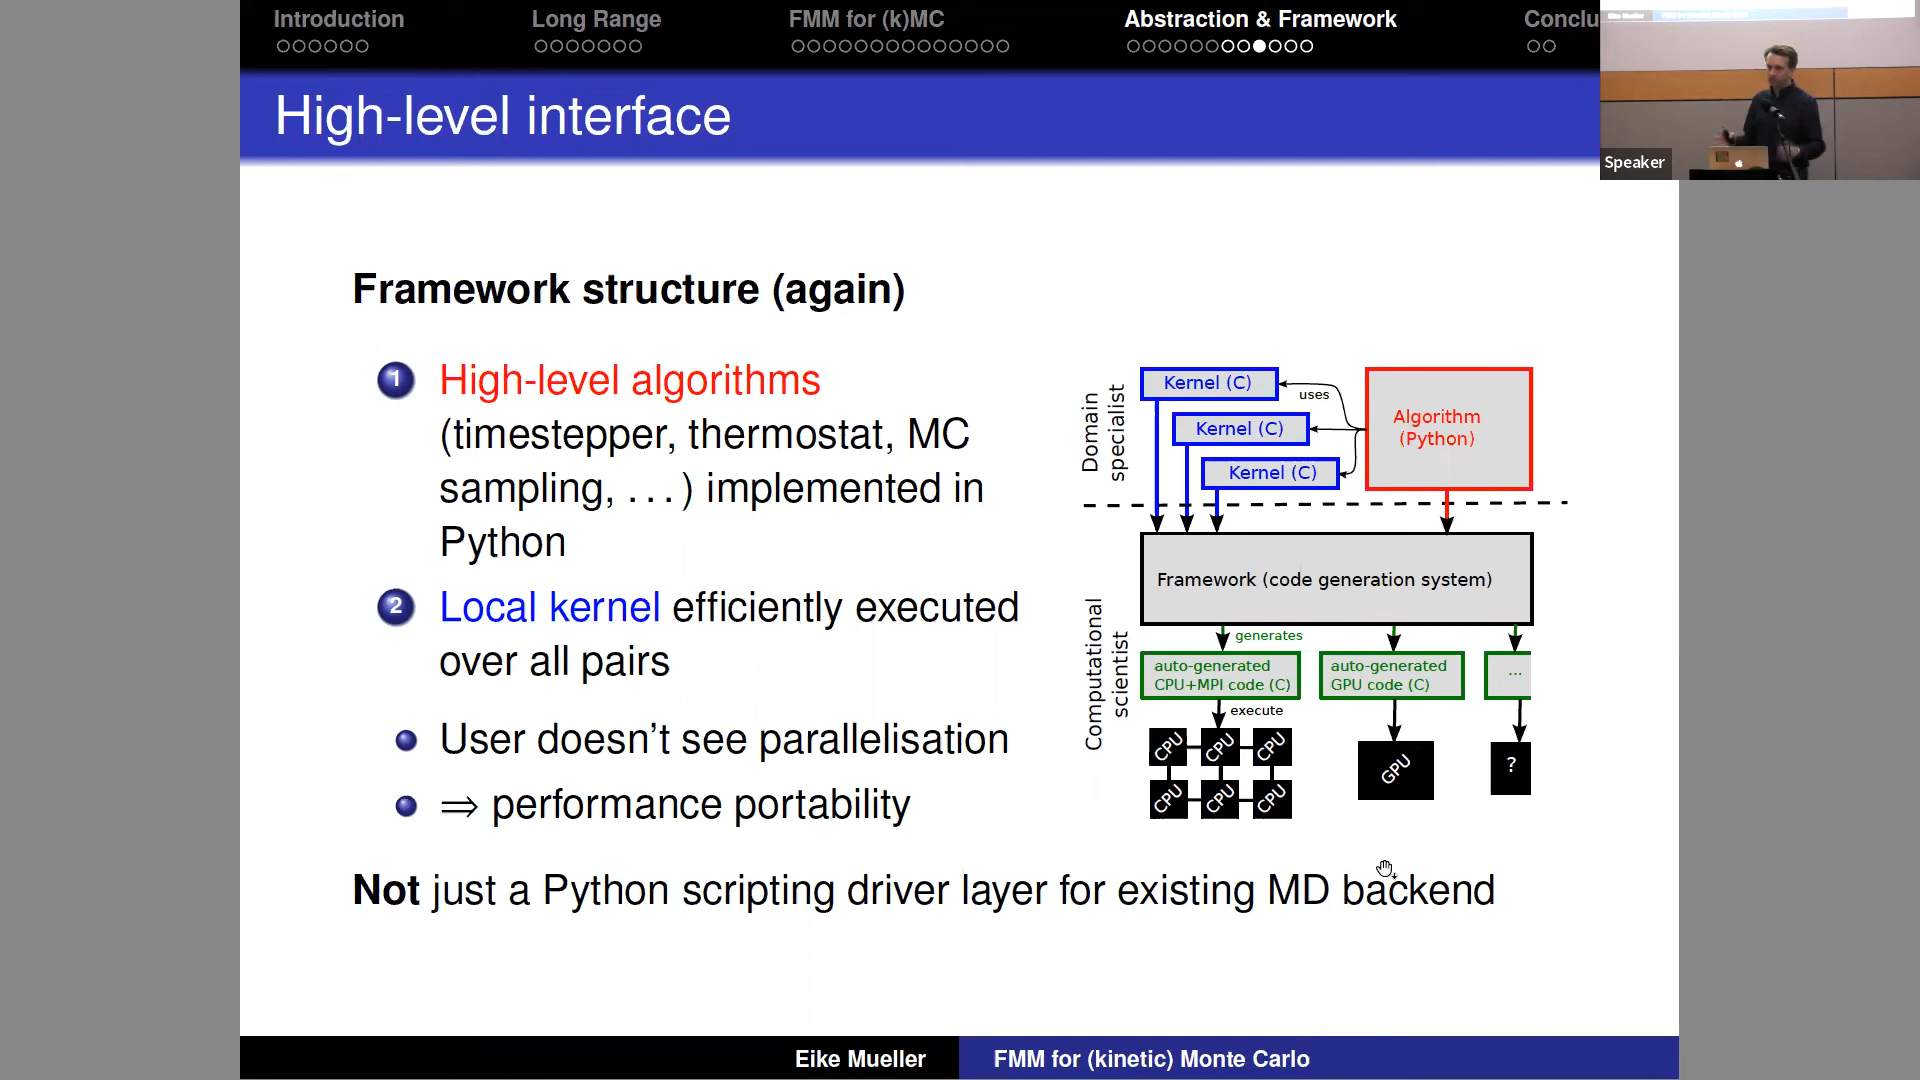 Introduction
Long Range
FMM for (k)MC
Abstraction & Framework
Conclu
High-level interface
Speaker
Framework structure (again)
1 High-level algorithms
(timestepper, thermostat, MC
sampling, ...) implemented in
Python
2 Local kernel efficiently executed
over all pairs
User doesn't see parallelisation
⇒ performance portability
Not just a Python scripting driver layer for existing MD backend
Domain
specialist
Kernel (C)
Kernel (C)
Kernel (C)
uses
Algorithm
(Python)
Framework (code generation system)
Computational
scientist
generates
auto-generated
CPU+MPI code (C)
auto-generated
GPU code (C)
...
execute
CPU CPU CPU
CPU CPU CPU
GPU
?
Eike Mueller
FMM for (kinetic) Monte Carlo